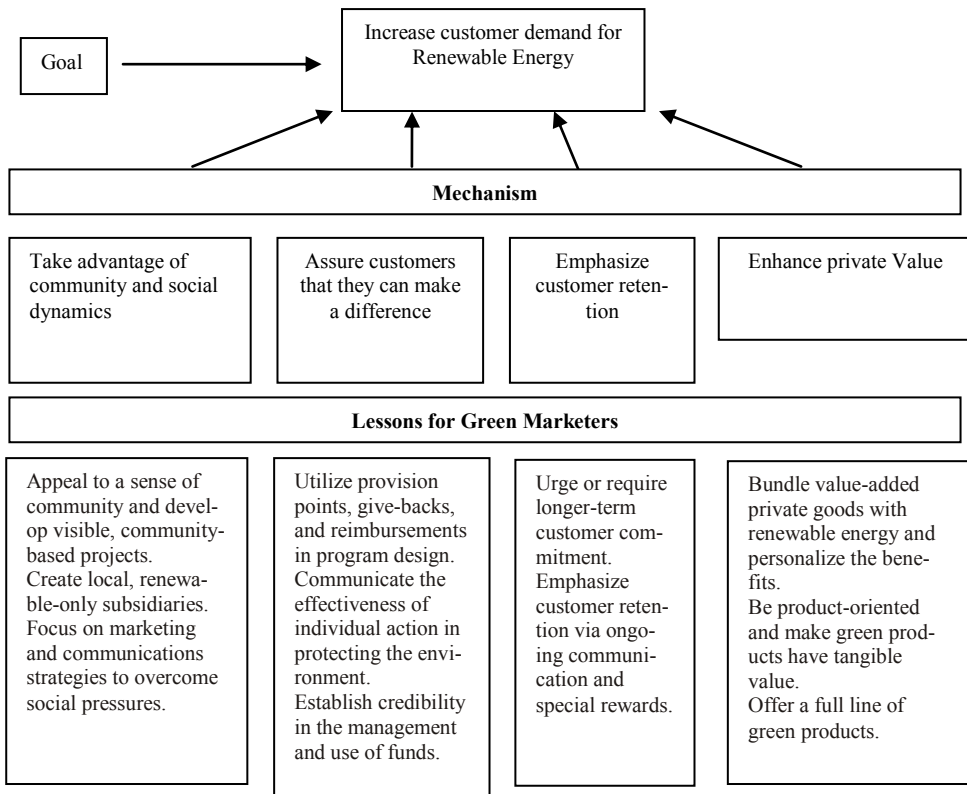 Goal
Increase customer demand for
Renewable Energy
Mechanism
Take advantage of
community and social
dynamics
Assure customers
that they can make
a difference
Emphasize
customer reten-
tion
Enhance private Value
Lessons for Green Marketers
Appeal to a sense of
community and devel-
op visible, community-
based projects.
Create local, renewa-
ble-only subsidiaries.
Focus on marketing
and communications
strategies to overcome
social pressures.
Utilize provision
points, give-backs,
and reimbursements
in program design.
Communicate the
effectiveness of
individual action in
protecting the envi-
ronment.
Establish credibility
in the management
and use of funds.
Urge or require
longer-term
customer com-
mitment.
Emphasize
customer reten-
tion via ongo-
ing communi-
cation and
special rewards.
Bundle value-added
private goods with
renewable energy and
personalize the bene-
fits.
Be product-oriented
and make green prod-
ucts have tangible
value.
Offer a full line of
green products.